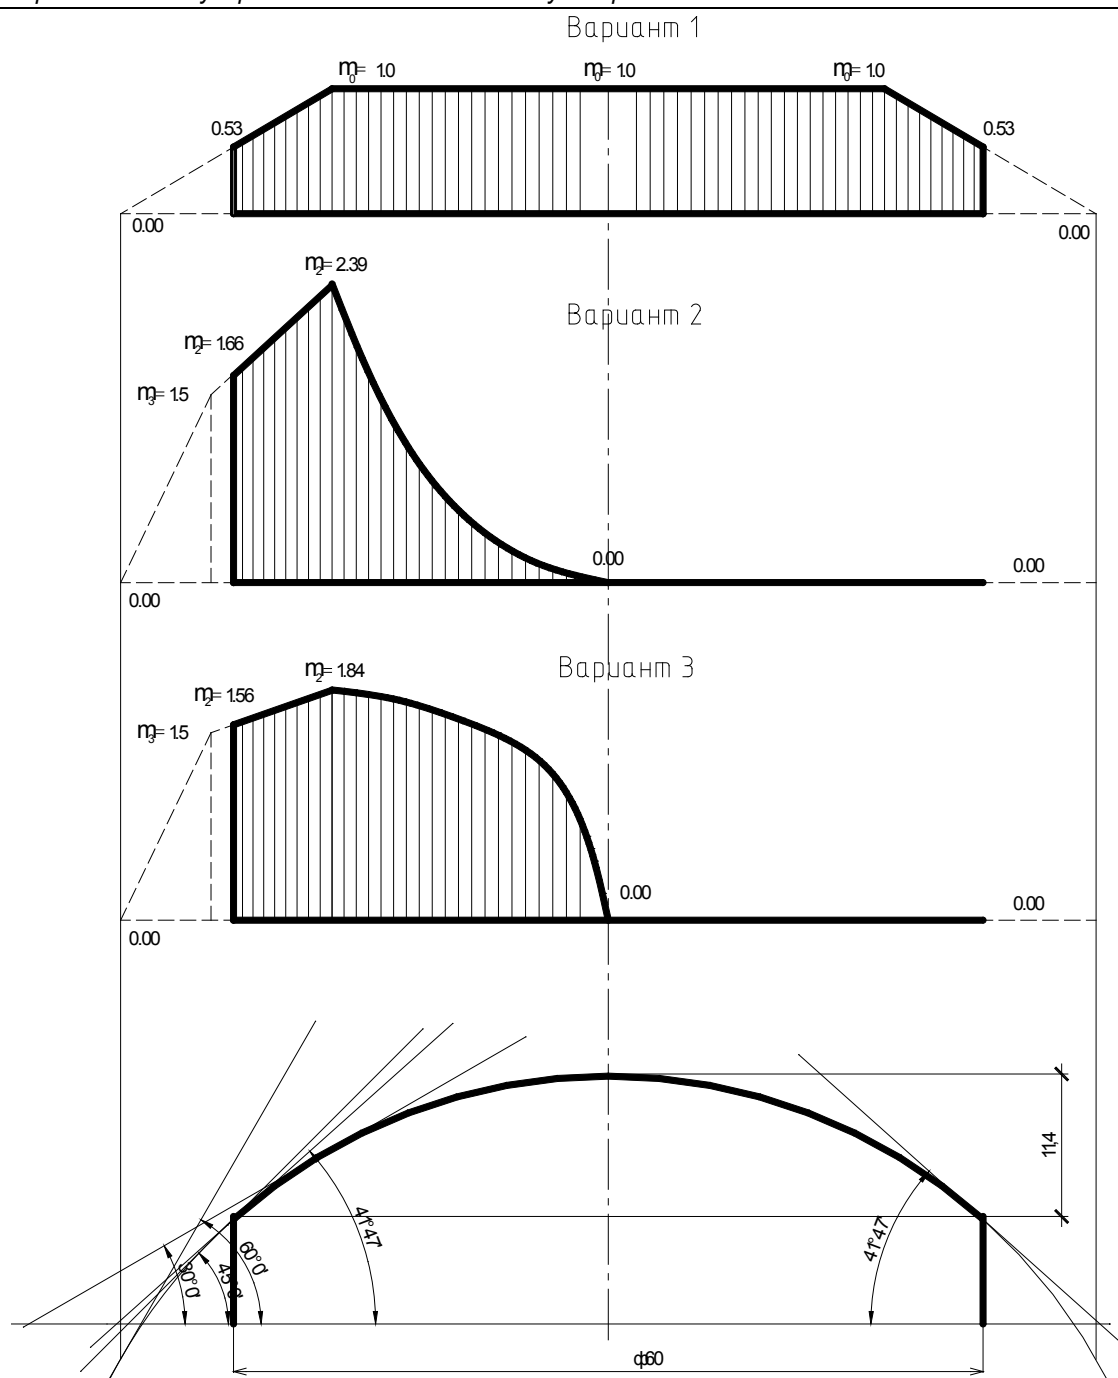 Вариант 1
m0= 1.0 m0= 1.0 m0= 1.0
0.53 0.53
0.00 0.00
m2= 2.39
Вариант 2
m2= 1.66
m3= 1.5
0.00 0.00
0.00
Вариант 3
m2= 1.84
m2= 1.56
m3= 1.5
0.00 0.00
0.00
11,4
41°47' 41°47'
60°0'
30°0' 45°0'
ф60